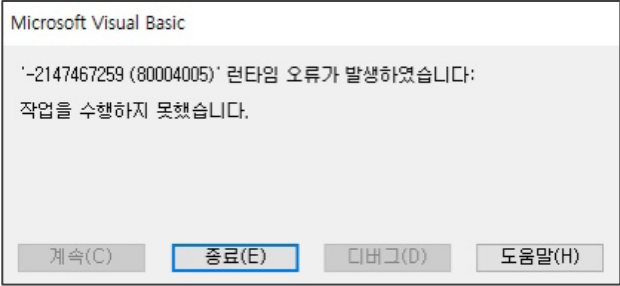 Microsoft Visual Basic
'-2147467259 (80004005)' 런타임 오류가 발생하였습니다:
작업을 수행하지 못했습니다.
계속(C) 종료(E) 디버그(D) 도움말(H)